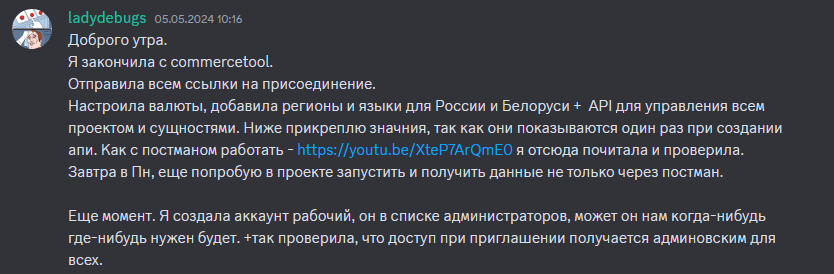 ladydebugs 05.05.2024 10:16
Доброго утра.
Я закончила с commercetool.
Отправила всем ссылки на присоединение.
Настроила валюты, добавила регионы и языки для России и Белоруси + API для управления всем
проектом и сущностями. Ниже прикреплю значния, так как они показываются один раз при создании
апи. Как с постманом работать - https://youtu.be/XteP7ArQmE0 я отсюда почитала и проверила.
Завтра в Пн, еще попробую в проекте запустить и получить данные не только через постман.
Еще момент. Я создала аккаунт рабочий, он в списке администраторов, может он нам когда-нибудь
где-нибудь нужен будет. +так проверила, что доступ при приглашении получается админовским для
всех.